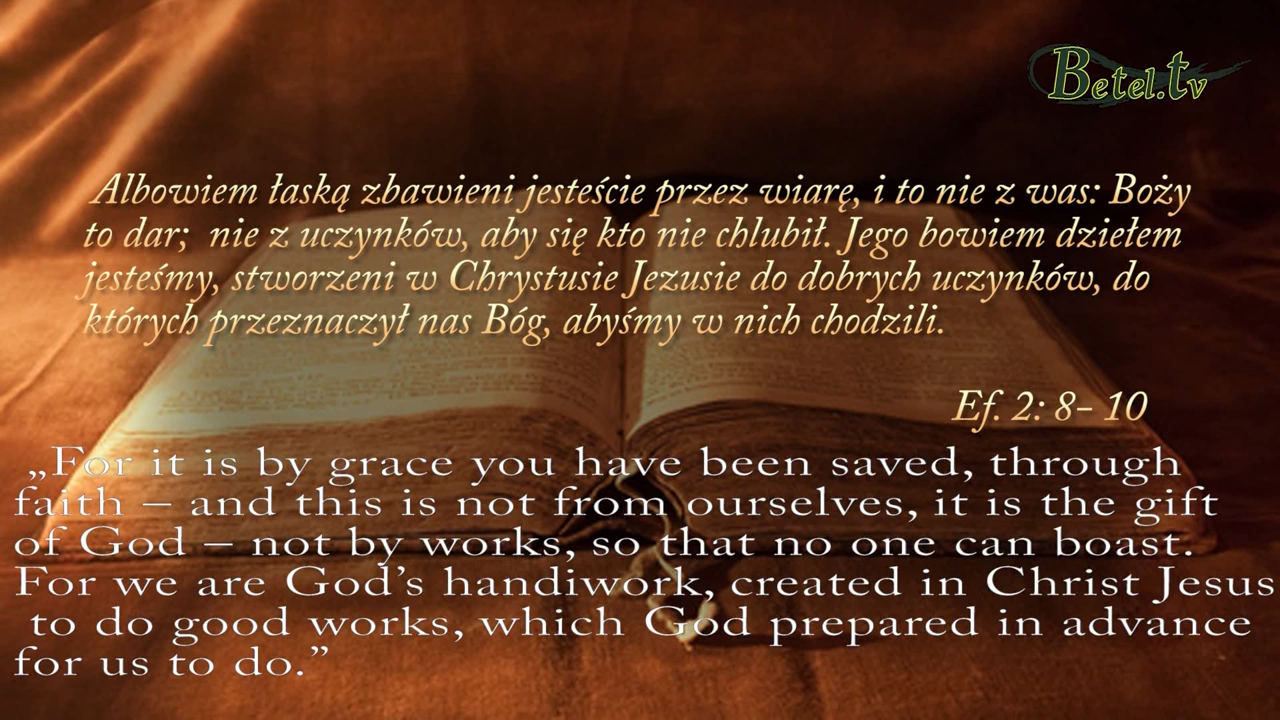 Betel.tv
Albowiem łaską zbawieni jesteście przez wiarę, i to nie z was: Boży
to dar; nie z uczynków, aby się kto nie chlubił. Jego bowiem dziełem
jesteśmy, stworzeni w Chrystusie Jezusie do dobrych uczynków, do
których przeznaczył nas Bóg, abyśmy w nich chodzili.
Ef. 2: 8- 10
„For it is by grace you have been saved, through
faith – and this is not from ourselves, it is the gift
of God – not by works, so that no one can boast.
For we are God's handiwork, created in Christ Jesus
to do good works, which God prepared in advance
for us to do.”